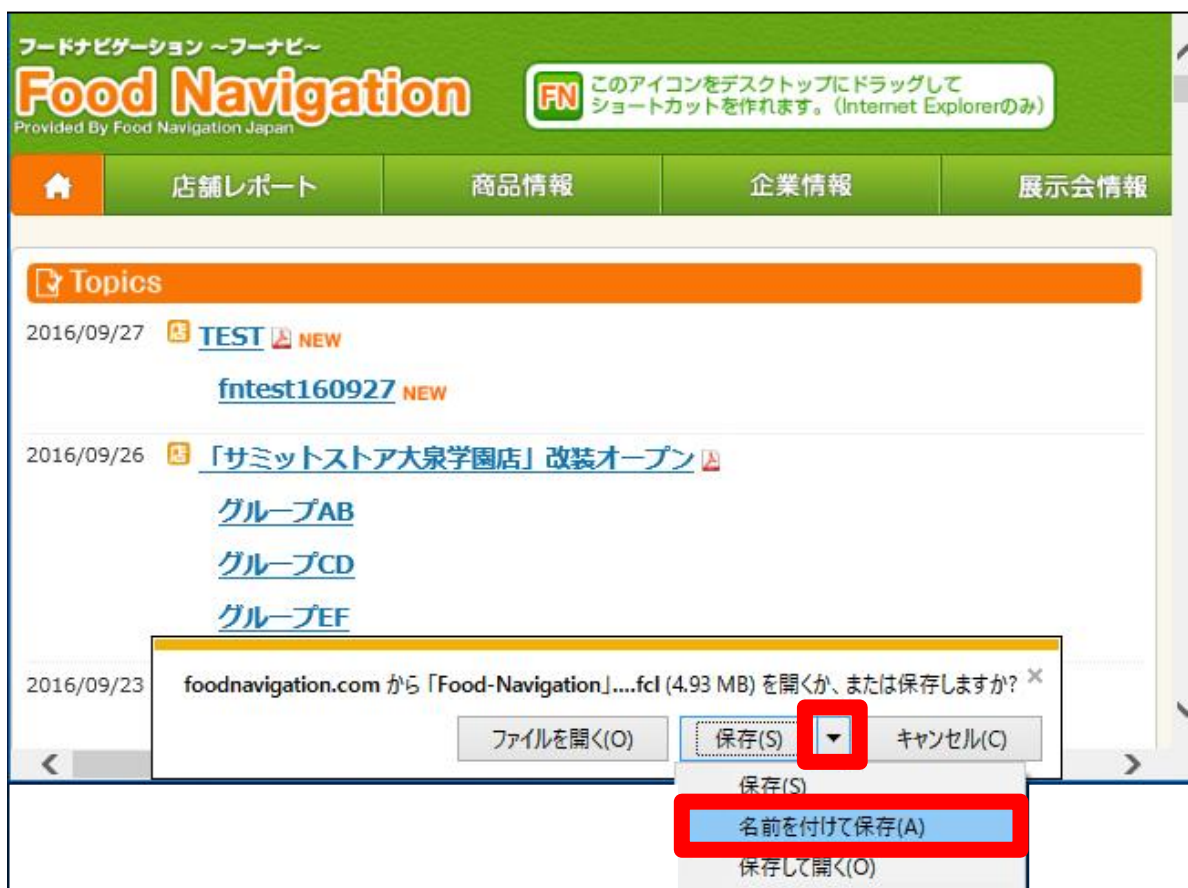 フードナビゲーション ~フーナビ~
Food Navigation
Provided By Food Navigation Japan
FN
このアイコンをデスクトップにドラッグして
ショートカットを作れます。(Internet Explorerのみ)
店舗レポート 商品情報 企業情報 展示会情報
Topics
2016/09/27 店 TEST NEW
fntest160927 NEW
2016/09/26 店 「サミットストア大泉学園店」改装オープン
グループAB
グループCD
グループEF
2016/09/23
foodnavigation.com から「Food-Navigation」....fcl (4.93 MB) を開くか、または保存しますか? ×
ファイルを開く(O) 保存(S) ▼ キャンセル(C)
保存(S)
名前を付けて保存(A)
保存して開く(O)